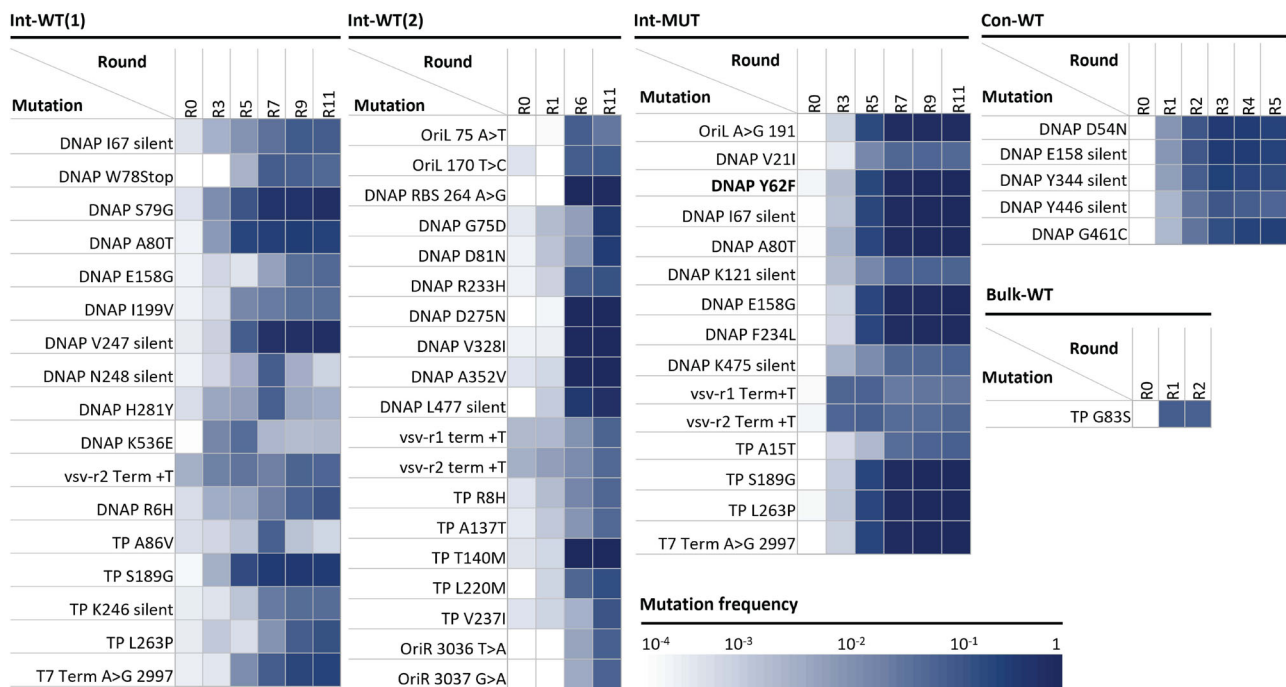 Int-WT(1)
Round
Mutation
R0 R3 R5 R7 R9 R11
DNAP I67 silent
DNAP W78Stop
DNAP S79G
DNAP A80T
DNAP E158G
DNAP I199V
DNAP V247 silent
DNAP N248 silent
DNAP H281Y
DNAP K536E
vsv-r2 Term +T
DNAP R6H
TP A86V
TP S189G
TP K246 silent
TP L263P
T7 Term A>G 2997
Int-WT(2)
Round
Mutation
R0 R1 R6 R11
OriL 75 A>T
OriL 170 T>C
DNAP RBS 264 A>G
DNAP G75D
DNAP D81N
DNAP R233H
DNAP D275N
DNAP V328I
DNAP A352V
DNAP L477 silent
vsv-r1 term +T
vsv-r2 term +T
TP R8H
TP A137T
TP T140M
TP L220M
TP V237I
OriR 3036 T>A
OriR 3037 G>A
Int-MUT
Round
Mutation
R0 R3 R5 R7 R9 R11
OriL A>G 191
DNAP V21I
DNAP Y62F
DNAP I67 silent
DNAP A80T
DNAP K121 silent
DNAP E158G
DNAP F234L
DNAP K475 silent
vsv-r1 Term+T
vsv-r2 Term +T
TP A15T
TP S189G
TP L263P
T7 Term A>G 2997
Con-WT
Round
Mutation
R0 R1 R2 R3 R4 R5
DNAP D54N
DNAP E158 silent
DNAP Y344 silent
DNAP Y446 silent
DNAP G461C
Bulk-WT
Round
Mutation
R0 R1 R2
TP G83S
Mutation frequency
10⁻⁴ 10⁻³ 10⁻² 10⁻¹ 1